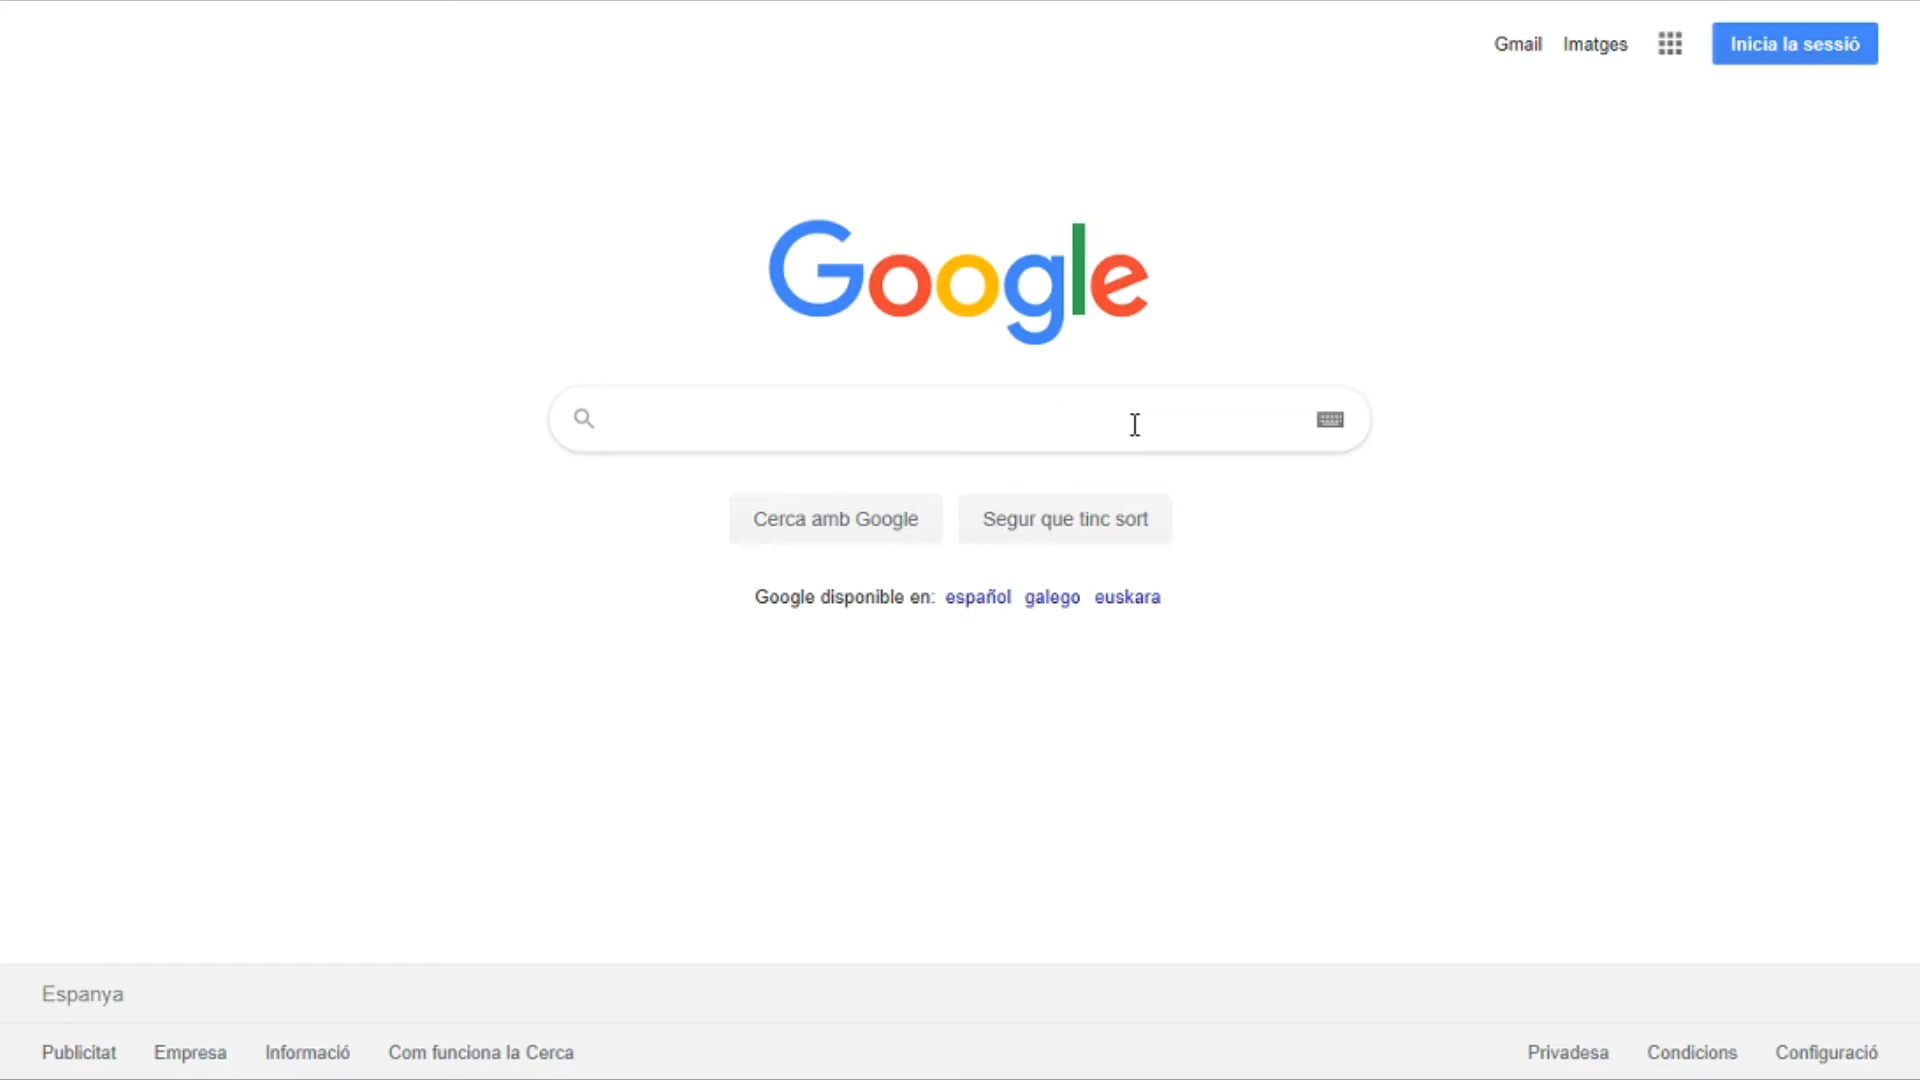 Gmail Imatges Inicia la sessió
Google
Cerca amb Google Segur que tinc sort
Google disponible en: español galego euskara
Espanya
Publicitat Empresa Informació Com funciona la Cerca Privadesa Condicions Configuració